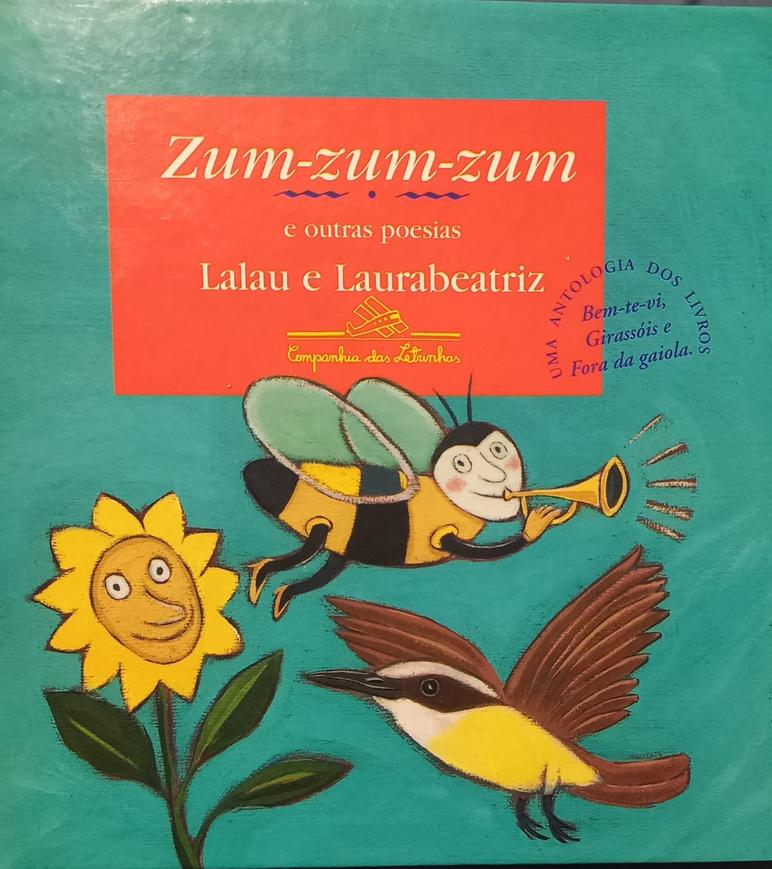 Zum-zum-zum
e outras poesias
Lalau e Laurabeatriz
Companhia das Letrinhas
UMA ANTOLOGIA DOS LIVROS
Bem-te-vi,
Girassóis e
Fora da gaiola.